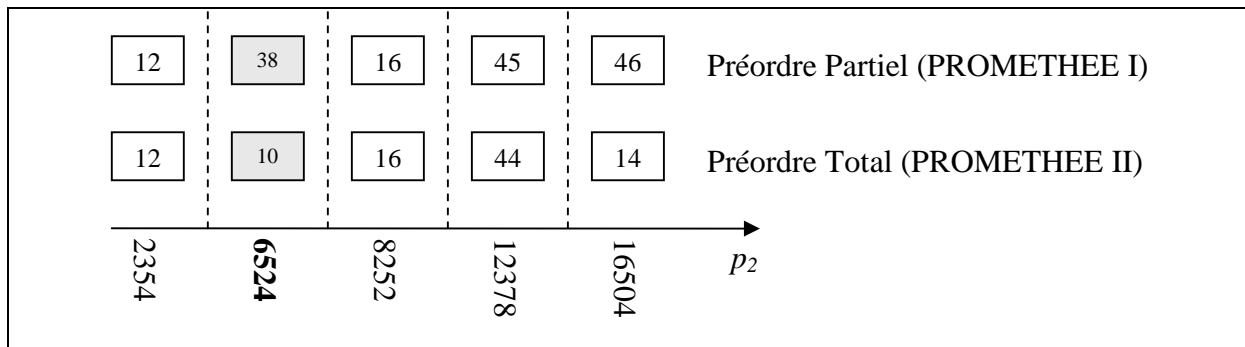 12 38 16 45 46 Préordre Partiel (PROMETHEE I)
12 10 16 44 14 Préordre Total (PROMETHEE II)
2354 6524 8252 12378 16504 p2